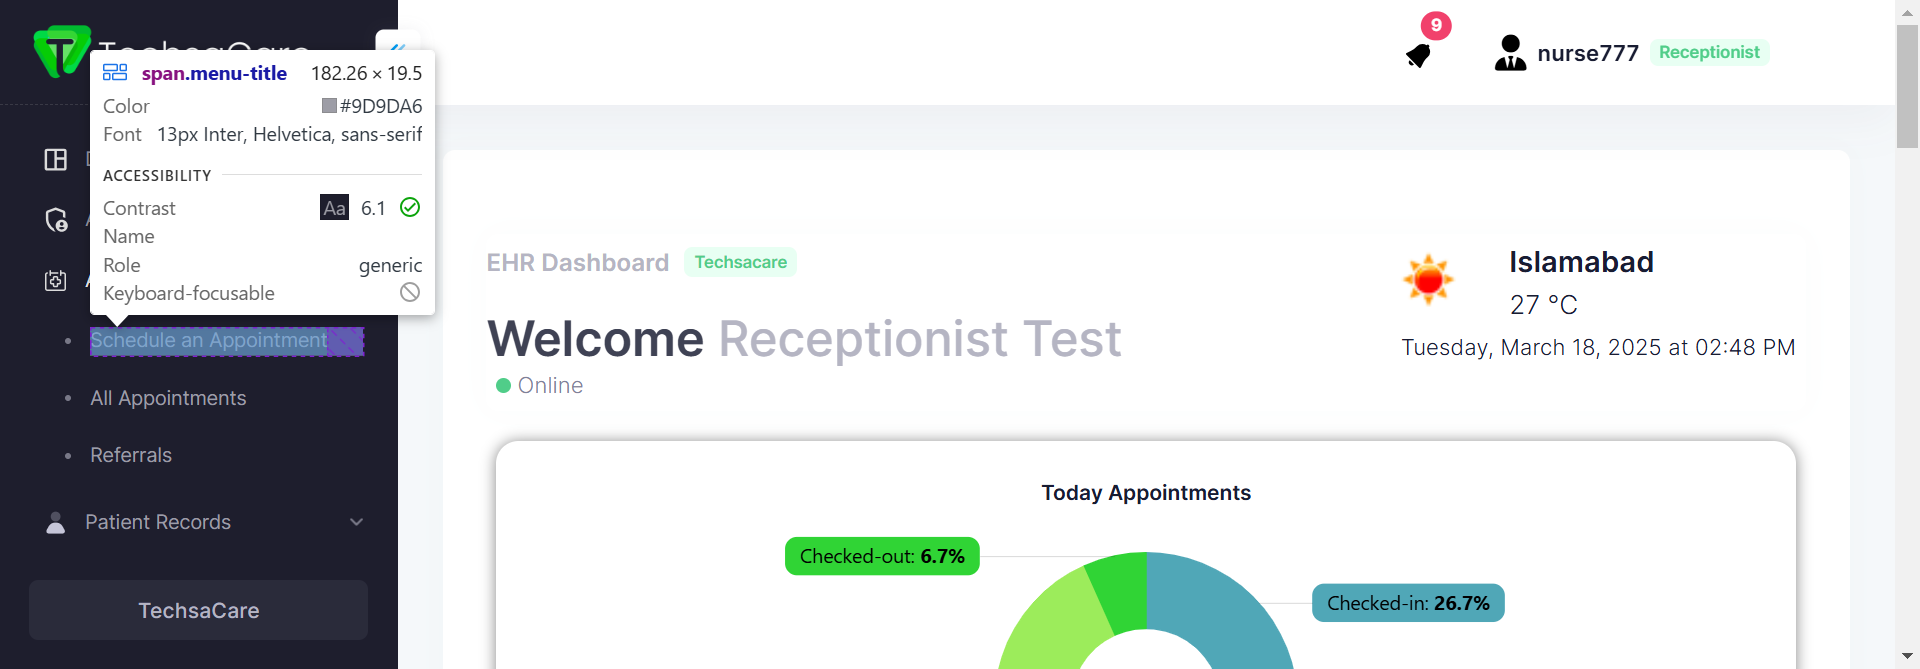 span.menu-title 182.26 × 19.5
Color #9D9DA6
Font 13px Inter, Helvetica, sans-serif
ACCESSIBILITY
Contrast Aa 6.1
Name
Role generic
Keyboard-focusable
Schedule an Appointment
All Appointments
Referrals
Patient Records
TechsaCare
9
nurse777 Receptionist
EHR Dashboard Techsacare
Welcome Receptionist Test
Online
Islamabad
27 °C
Tuesday, March 18, 2025 at 02:48 PM
Today Appointments
Checked-out: 6.7%
Checked-in: 26.7%